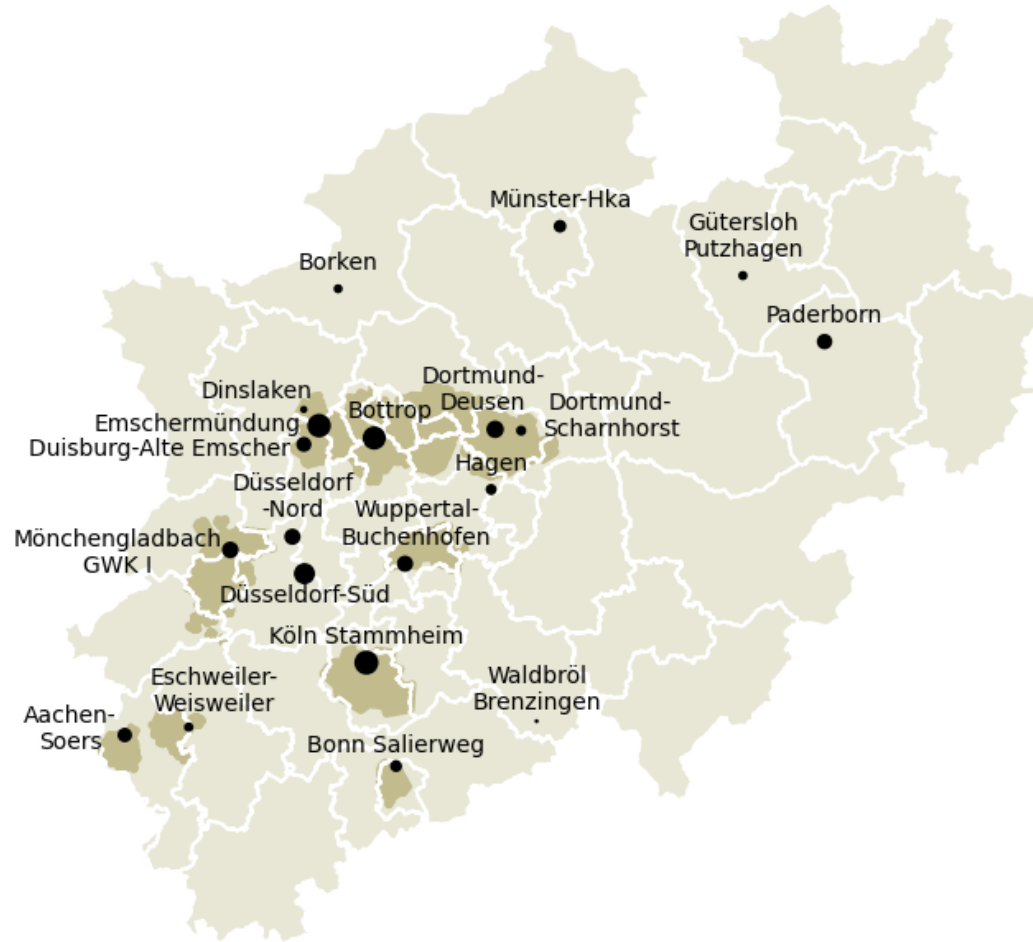 Münster-Hka
Gütersloh
Putzhagen
Borken
Paderborn
Dortmund-
Deusen
Dinslaken
Bottrop
Dortmund-
Scharnhorst
Emschermündung
Duisburg-Alte Emscher
Hagen
Düsseldorf
-Nord
Wuppertal-
Buchenhofen
Mönchengladbach
GWK I
Düsseldorf-Süd
Köln Stammheim
Eschweiler-
Weisweiler
Waldbröl
Brenzingen
Aachen-
Soers
Bonn Salierweg